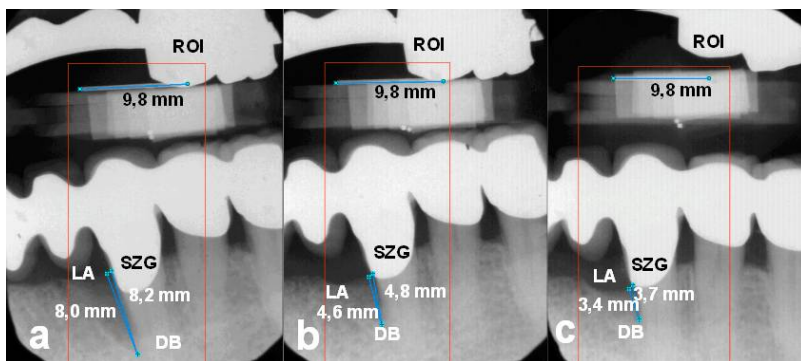 ROI
9,8 mm
SZG
LA
8,2 mm
8,0 mm
DB
a
ROI
9,8 mm
SZG
LA
4,8 mm
4,6 mm
DB
b
ROI
9,8 mm
SZG
LA
3,7 mm
3,4 mm
DB
c